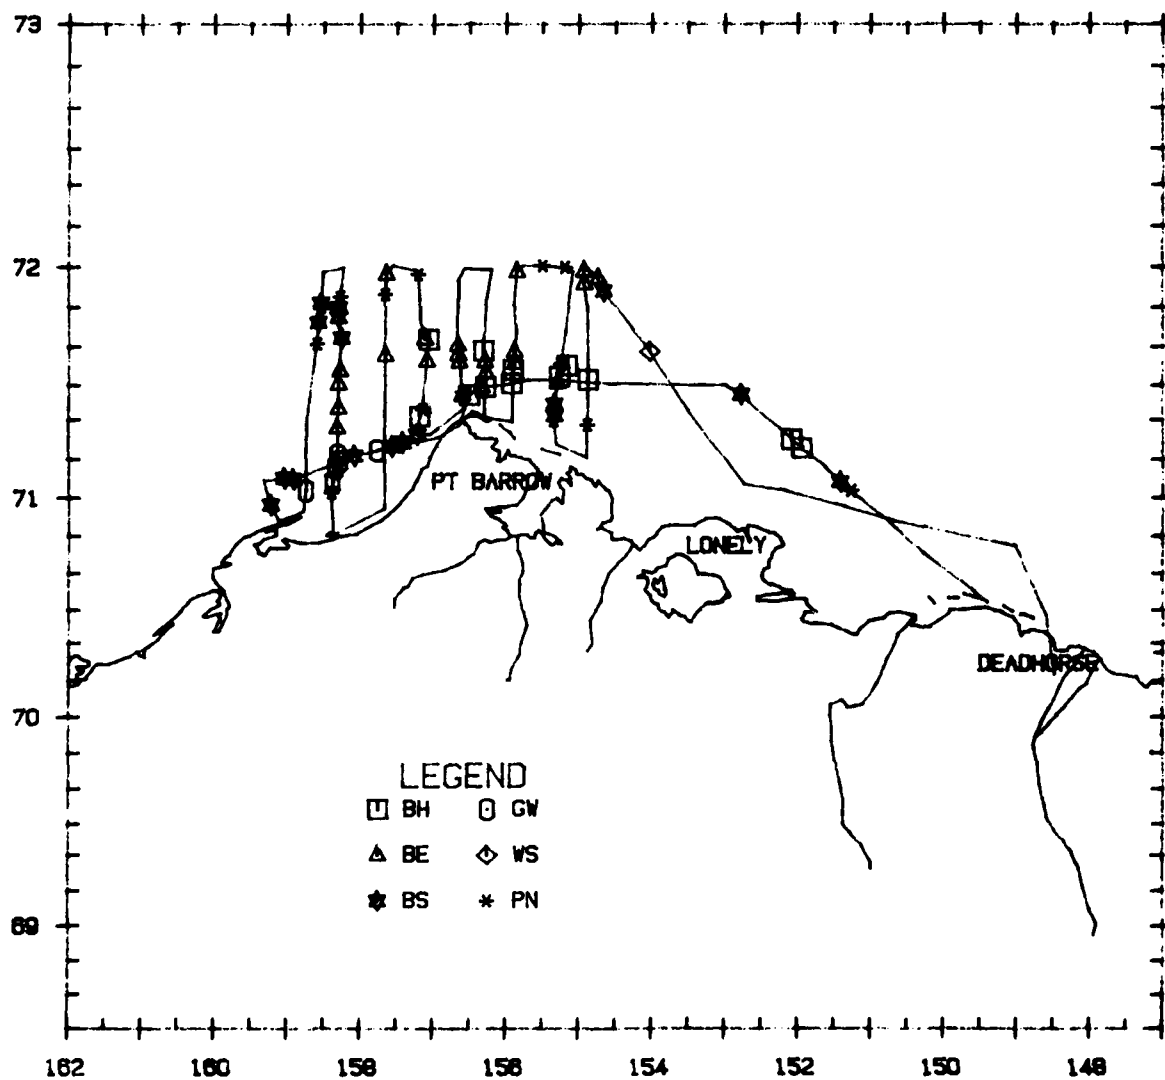 73
72
71
70
69
PT BARROW
LONELY
DEADHORSE
LEGEND
BH GW
BE WS
BS PN
162 160 158 156 154 152 150 148